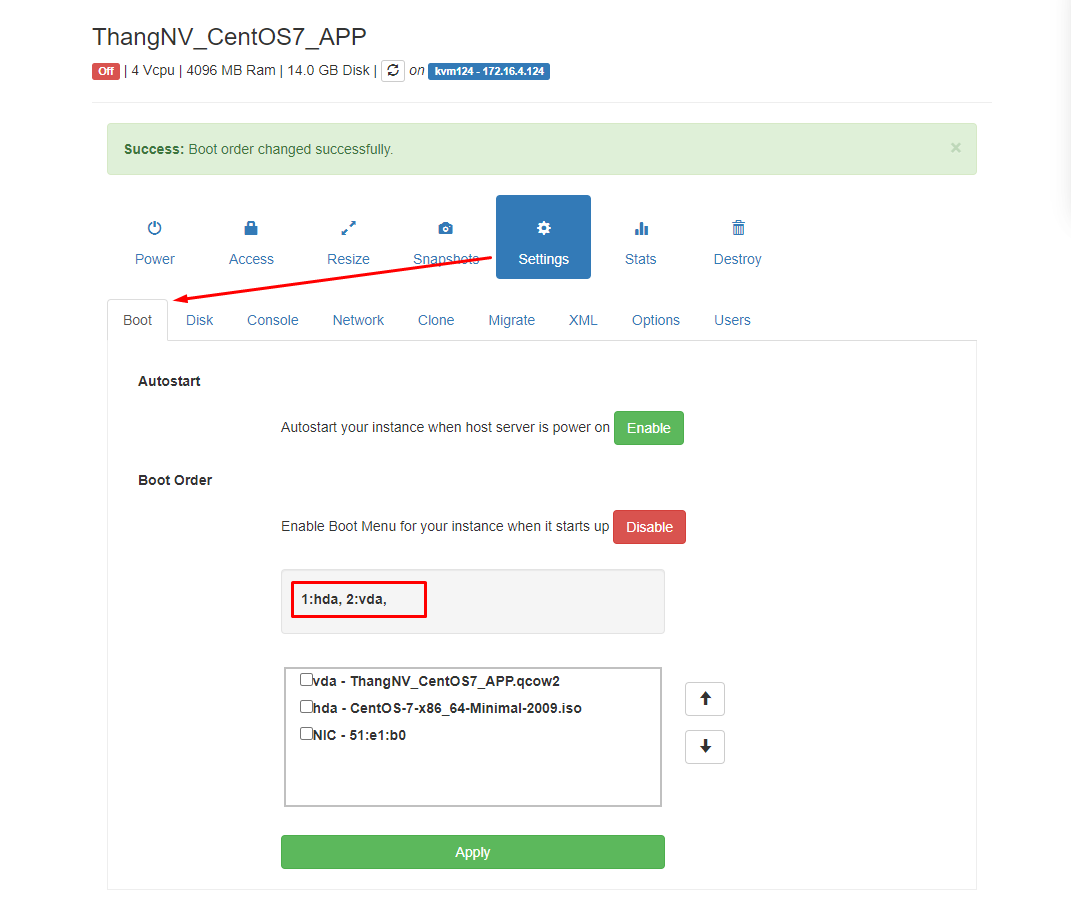 ThangNV_CentOS7_APP
Off | 4 Vcpu | 4096 MB Ram | 14.0 GB Disk | on kvm124 - 172.16.4.124
Success: Boot order changed successfully. ×
Power Access Resize Snapshots Settings Stats Destroy
Boot Disk Console Network Clone Migrate XML Options Users
Autostart
Autostart your instance when host server is power on Enable
Boot Order
Enable Boot Menu for your instance when it starts up Disable
1:hda, 2:vda,
vda - ThangNV_CentOS7_APP.qcow2
hda - CentOS-7-x86_64-Minimal-2009.iso
NIC - 51:e1:b0
Apply